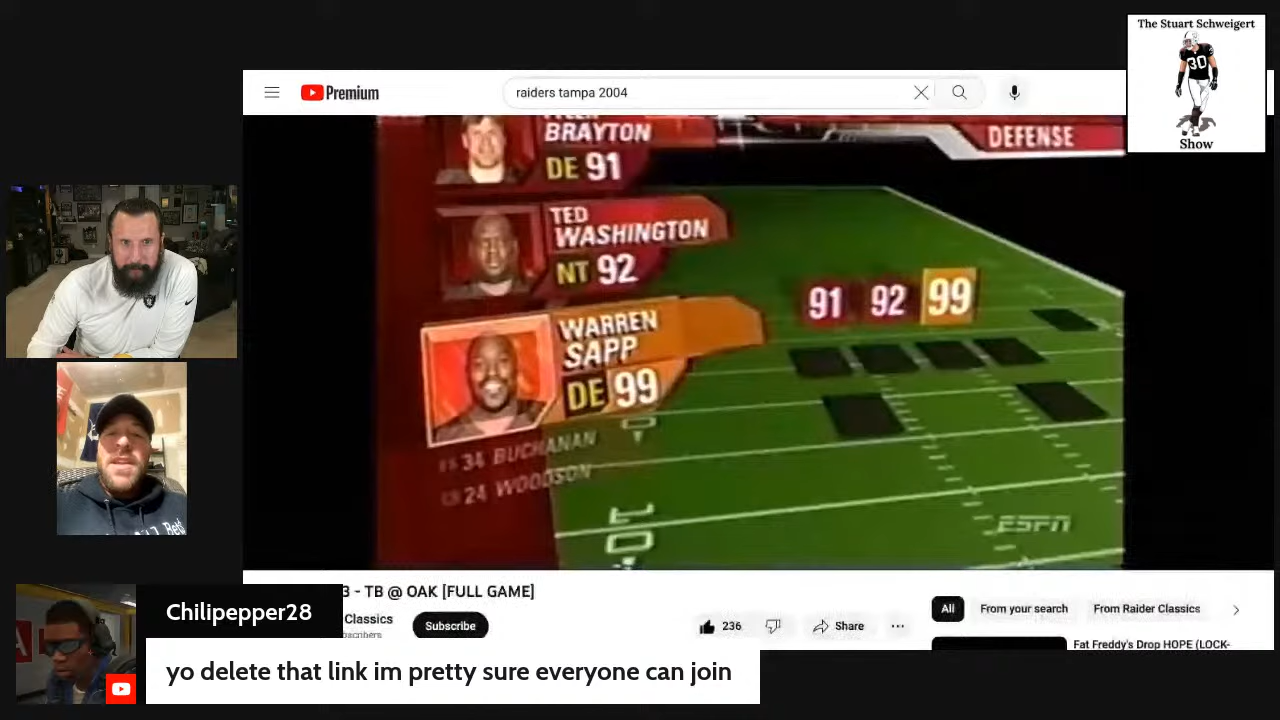 The Stuart Schweigert
30
Show
Premium
raiders tampa 2004
BRAYTON
DE 91
DEFENSE
TED
WASHINGTON
NT 92
WARREN
SAPP
DE 99
91 92 99
34 BUCHANAN
24 WOODSON
10
ESPN
3 - TB @ OAK [FULL GAME]
Classics
Subscribe
236
Share
All
From your search
From Raider Classics
Fat Freddy's Drop HOPE (LOCK-
Chilipepper28
yo delete that link im pretty sure everyone can join